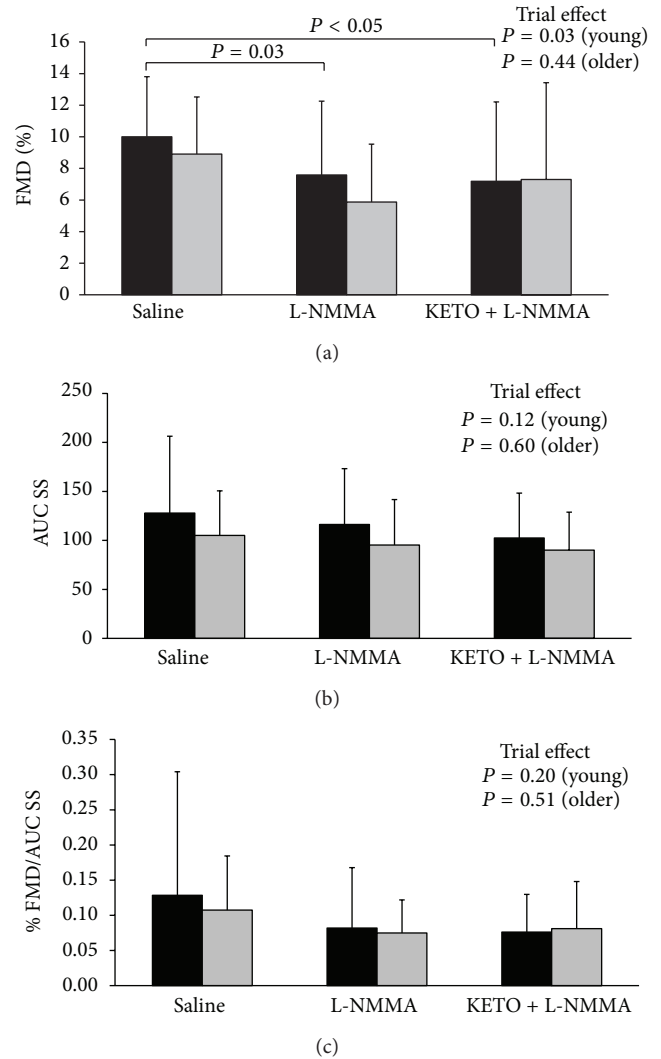 Trial effect
P < 0.05
P = 0.03 (young)
P = 0.03
P = 0.44 (older)
FMD (%)
16
14
12
10
8
6
4
2
0
Saline
L-NMMA
KETO + L-NMMA
(a)
Trial effect
P = 0.12 (young)
P = 0.60 (older)
AUC SS
250
200
150
100
50
0
Saline
L-NMMA
KETO + L-NMMA
(b)
Trial effect
P = 0.20 (young)
P = 0.51 (older)
% FMD/AUC SS
0.35
0.30
0.25
0.20
0.15
0.10
0.05
0.00
Saline
L-NMMA
KETO + L-NMMA
(c)